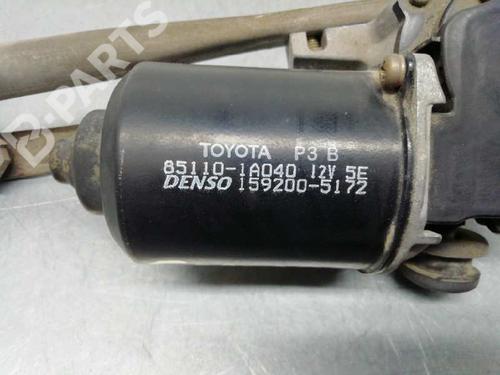 TOYOTA P3 B
85110-1A040 12V 5E
DENSO 159200-5172
B-PARTS